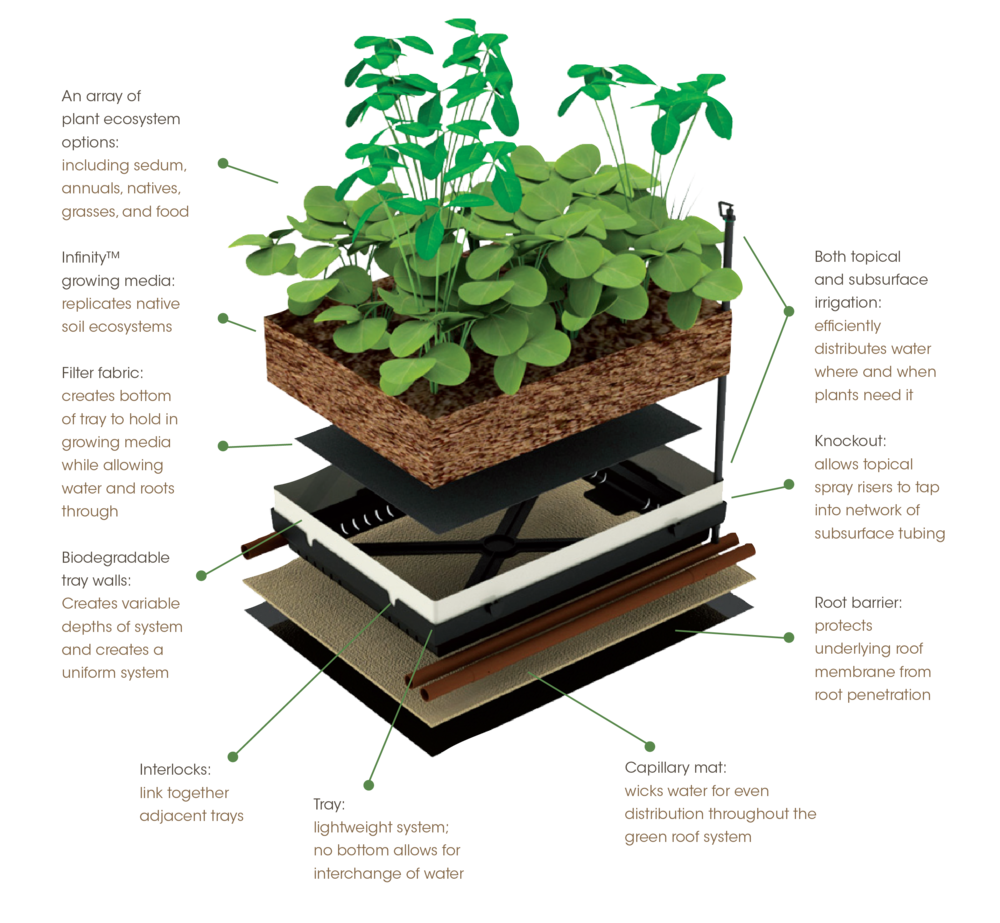 An array of
plant ecosystem
options:
including sedum,
annuals, natives,
grasses, and food
Infinity™
growing media:
replicates native
soil ecosystems
Filter fabric:
creates bottom
of tray to hold in
growing media
while allowing
water and roots
through
Biodegradable
tray walls:
Creates variable
depths of system
and creates a
uniform system
Interlocks:
link together
adjacent trays
Tray:
lightweight system;
no bottom allows for
interchange of water
Capillary mat:
wicks water for even
distribution throughout the
green roof system
Both topical
and subsurface
irrigation:
efficiently
distributes water
where and when
plants need it
Knockout:
allows topical
spray risers to tap
into network of
subsurface tubing
Root barrier:
protects
underlying roof
membrane from
root penetration